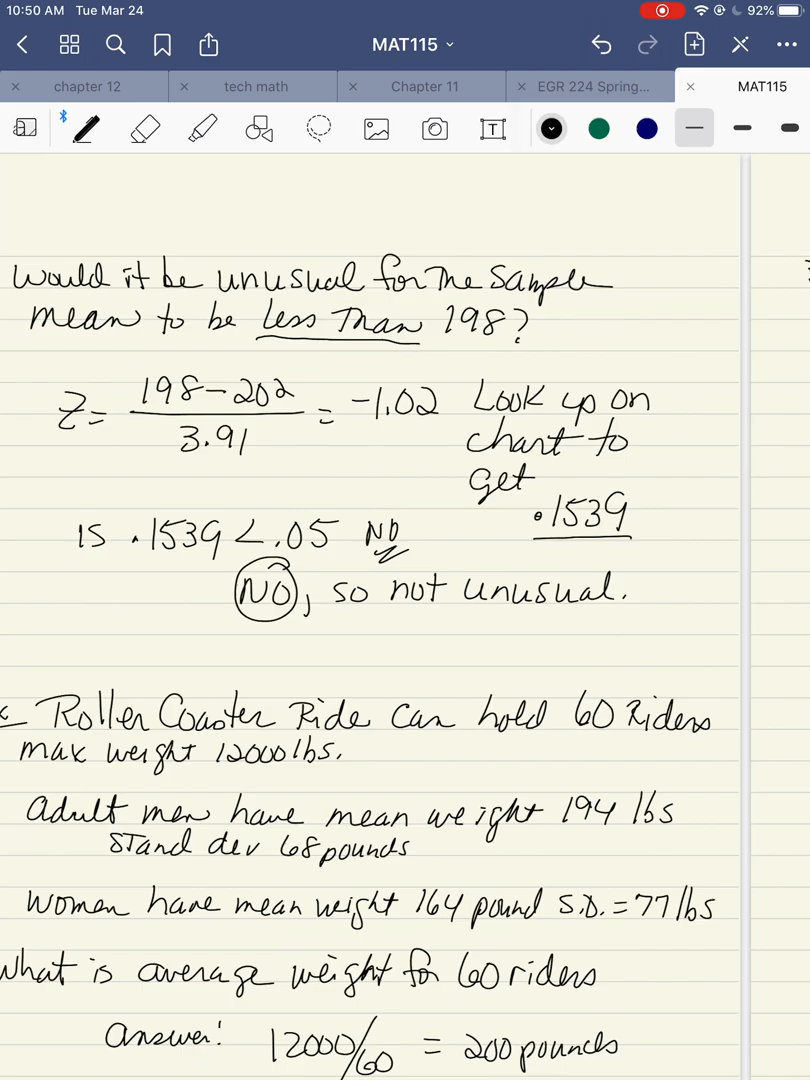 10:50 AM Tue Mar 24
92%
MAT115
chapter 12
tech math
Chapter 11
EGR 224 Spring...
MAT115
Would it be unusual for the sample
mean to be less than 198?
Z = 198-202 / 3.91 = -1.02 Look up on
chart to
get
.1539
is .1539 < .05 NO
NO, so not unusual.
Roller Coaster Ride can hold 60 Riders
max weight 12000 lbs.
Adult men have mean weight 194 lbs
Stand dev 68 pounds
Women have mean weight 164 pound S.D. = 77 lbs
What is average weight for 60 riders
Answer: 12000/60 = 200 pounds